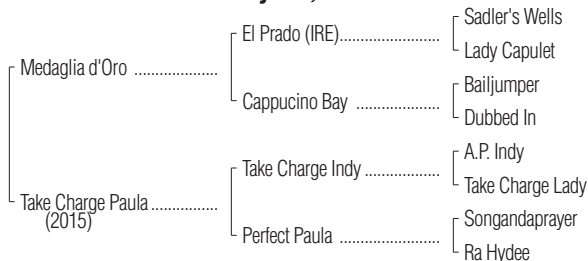 Sadler's Wells
El Prado (IRE)....................
Lady Capulet
Medaglia d'Oro ..................
Bailjumper
Cappucino Bay ..................
Dubbed In
A.P. Indy
Take Charge Indy ................
Take Charge Lady
Take Charge Paula ..............
(2015)
Songandaprayer
Perfect Paula ......................
Ra Hydee